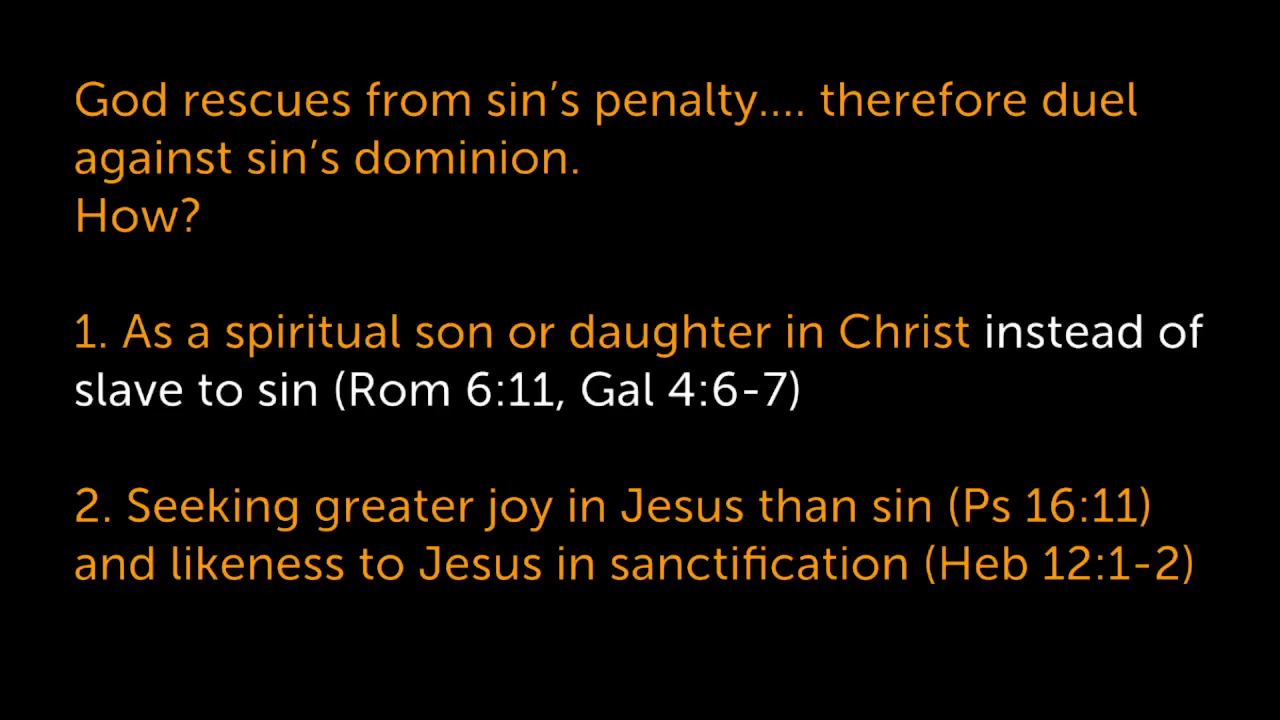 God rescues from sin’s penalty.... therefore duel
against sin’s dominion.
How?
1. As a spiritual son or daughter in Christ instead of
slave to sin (Rom 6:11, Gal 4:6-7)
2. Seeking greater joy in Jesus than sin (Ps 16:11)
and likeness to Jesus in sanctification (Heb 12:1-2)